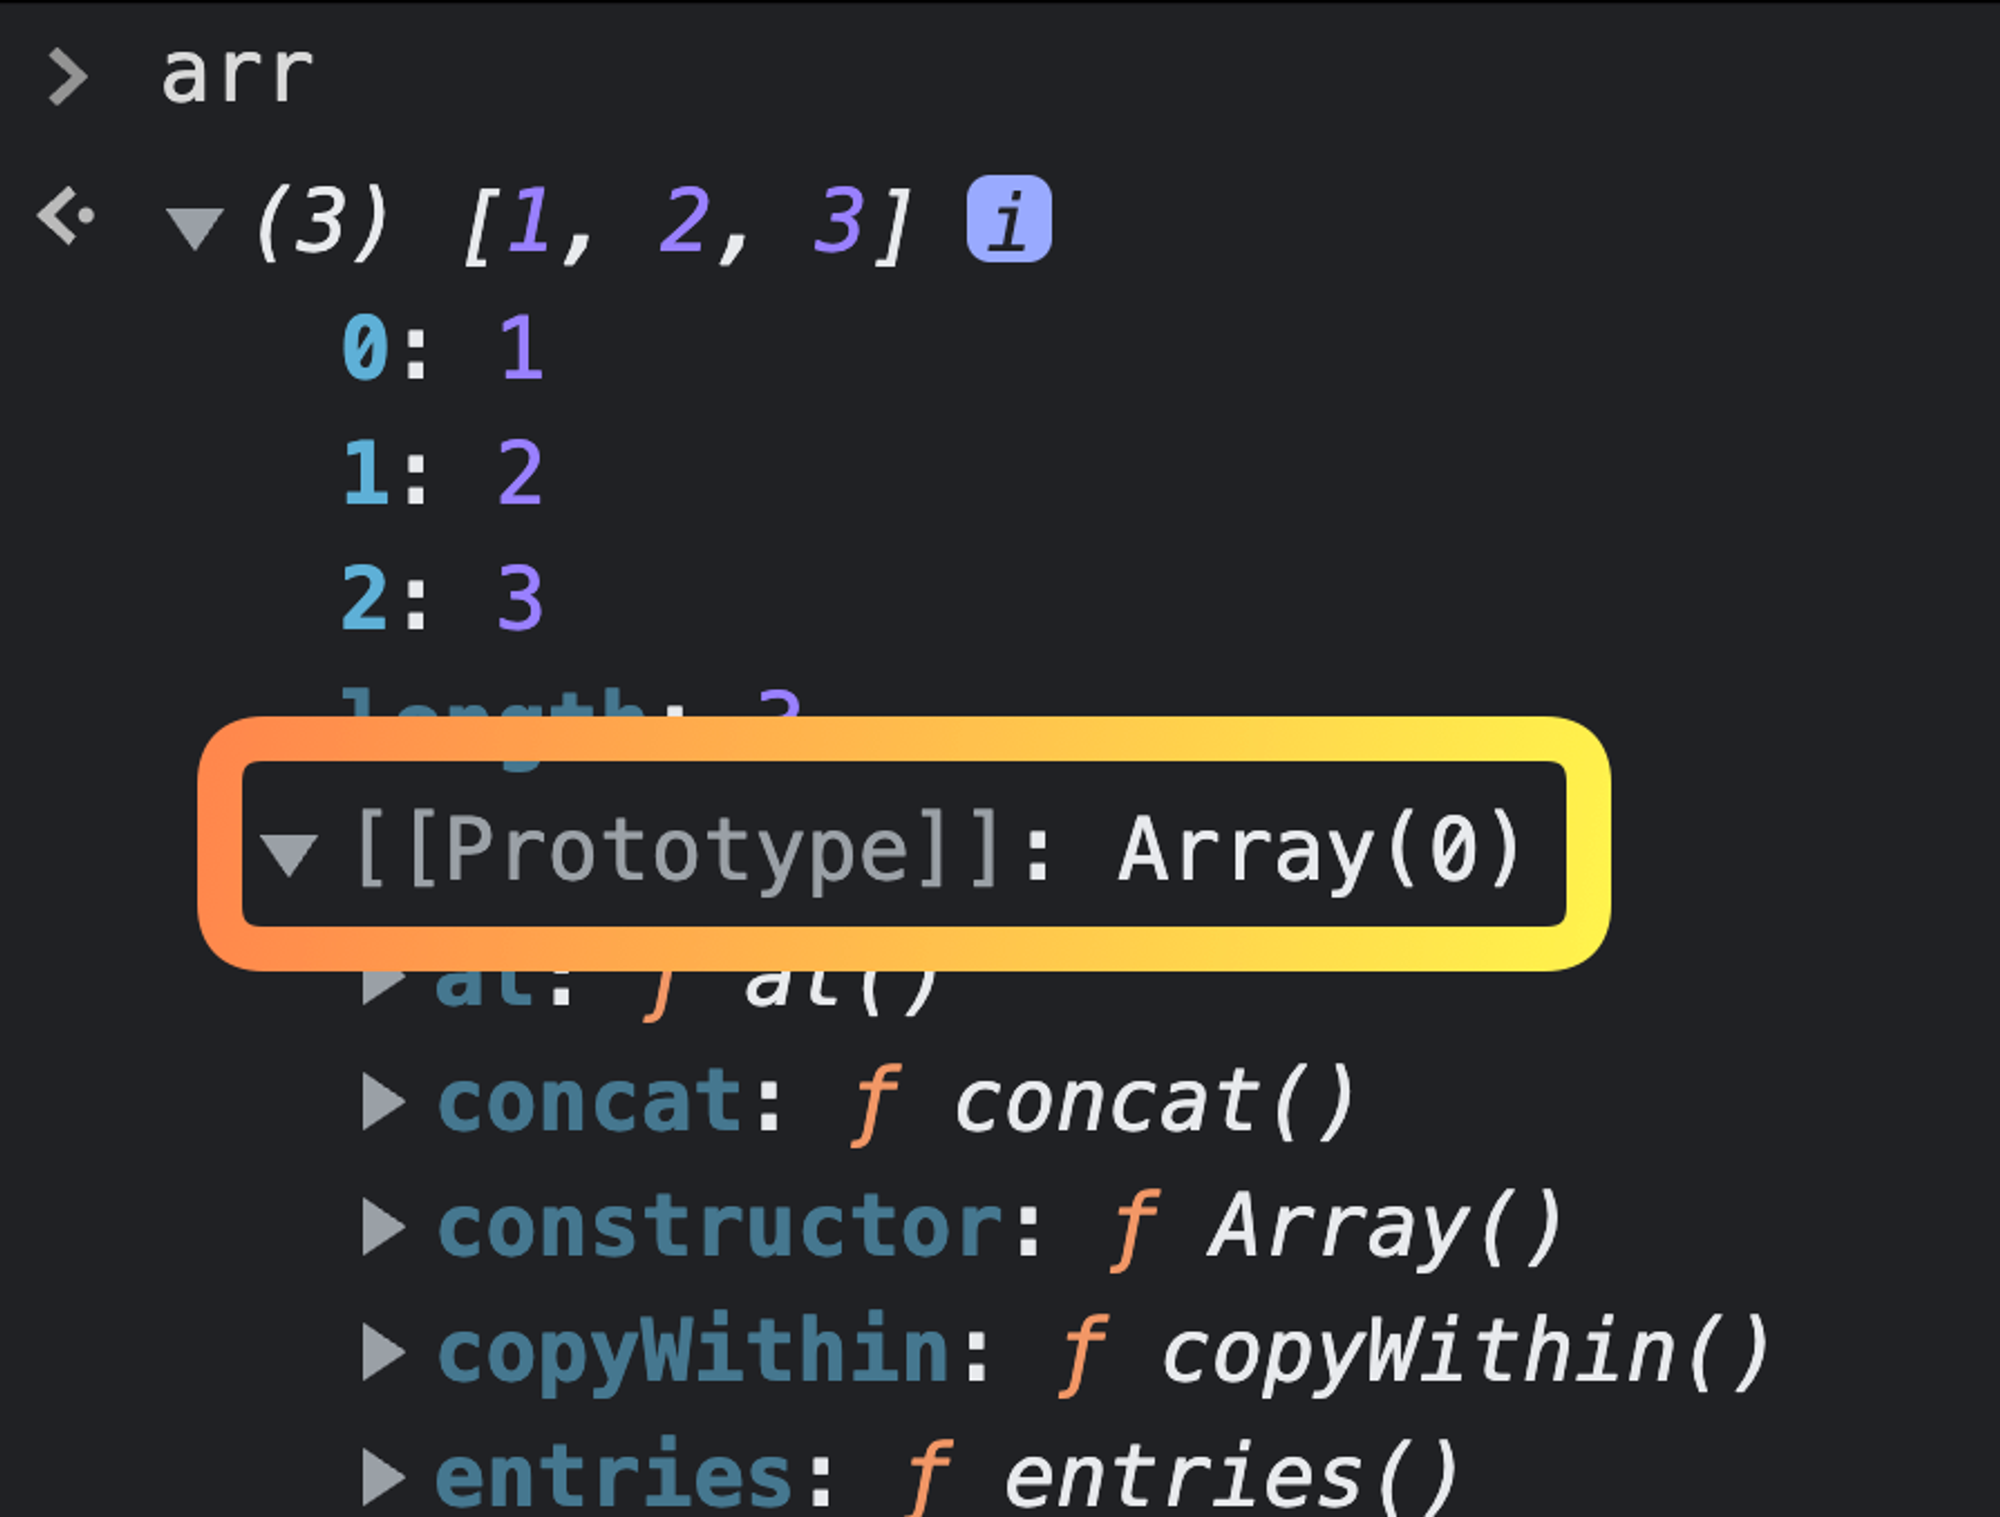 > arr
(3) [1, 2, 3] i
0: 1
1: 2
2: 3
length: 3
[[Prototype]]: Array(0)
at: ƒ at()
concat: ƒ concat()
constructor: ƒ Array()
copyWithin: ƒ copyWithin()
entries: ƒ entries()